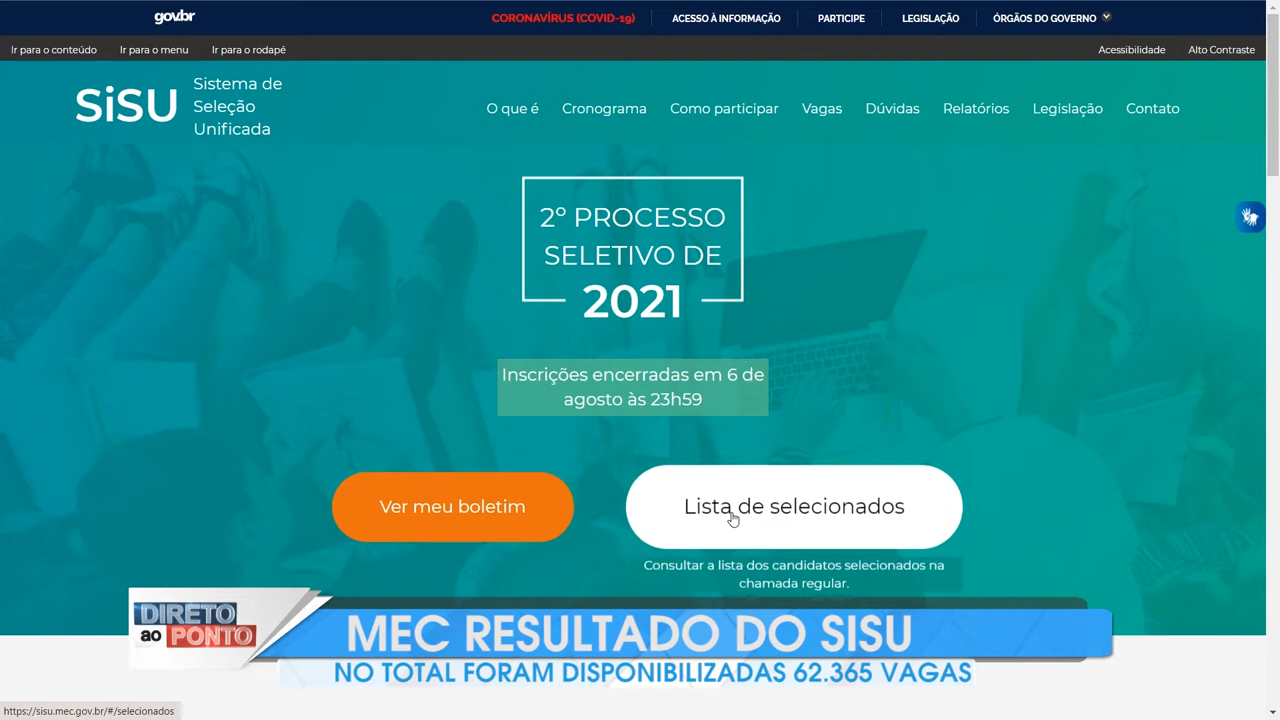 gov.br
CORONAVÍRUS (COVID-19)
ACESSO À INFORMAÇÃO
PARTICIPE
LEGISLAÇÃO
ÓRGÃOS DO GOVERNO
Ir para o conteúdo
Ir para o menu
Ir para o rodapé
Acessibilidade
Alto Contraste
SiSU
Sistema de
Seleção
Unificada
O que é
Cronograma
Como participar
Vagas
Dúvidas
Relatórios
Legislação
Contato
2º PROCESSO
SELETIVO DE
2021
Inscrições encerradas em 6 de
agosto às 23h59
Ver meu boletim
Lista de selecionados
Consultar a lista dos candidatos selecionados na
chamada regular.
DIRETO
ao PONTO
MEC RESULTADO DO SISU
NO TOTAL FORAM DISPONIBILIZADAS 62.365 VAGAS
https://sisu.mec.gov.br/#/selecionados